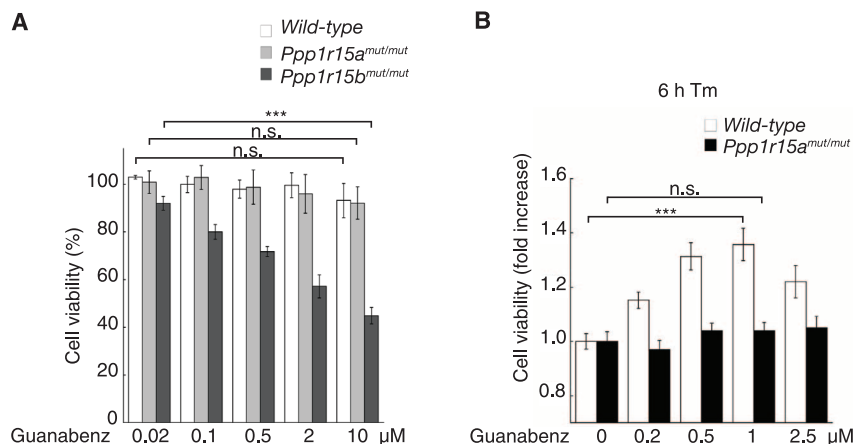 A
Wild-type
Ppp1r15a^mut/mut
Ppp1r15b^mut/mut
***
n.s.
n.s.
Cell viability (%)
100
80
60
40
20
0
Guanabenz 0.02 0.1 0.5 2 10 µM
B
6 h Tm
Wild-type
Ppp1r15a^mut/mut
n.s.
***
Cell viability (fold increase)
1.6
1.4
1.2
1.0
0.8
Guanabenz 0 0.2 0.5 1 2.5 µM